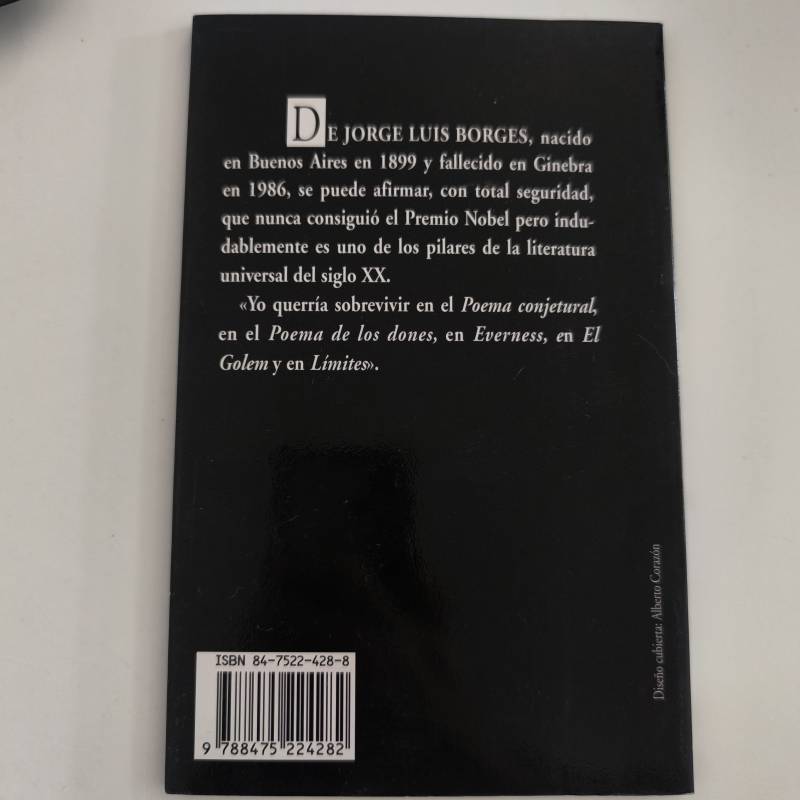 DE JORGE LUIS BORGES, nacido
en Buenos Aires en 1899 y fallecido en Ginebra
en 1986, se puede afirmar, con total seguridad,
que nunca consiguió el Premio Nobel pero indu-
dablemente es uno de los pilares de la literatura
universal del siglo XX.
«Yo querría sobrevivir en el Poema conjetural,
en el Poema de los dones, en Everness, en El
Golem y en Límites».
Diseño cubierta: Alberto Corazón
ISBN 84-7522-428-8
9 788475 224282